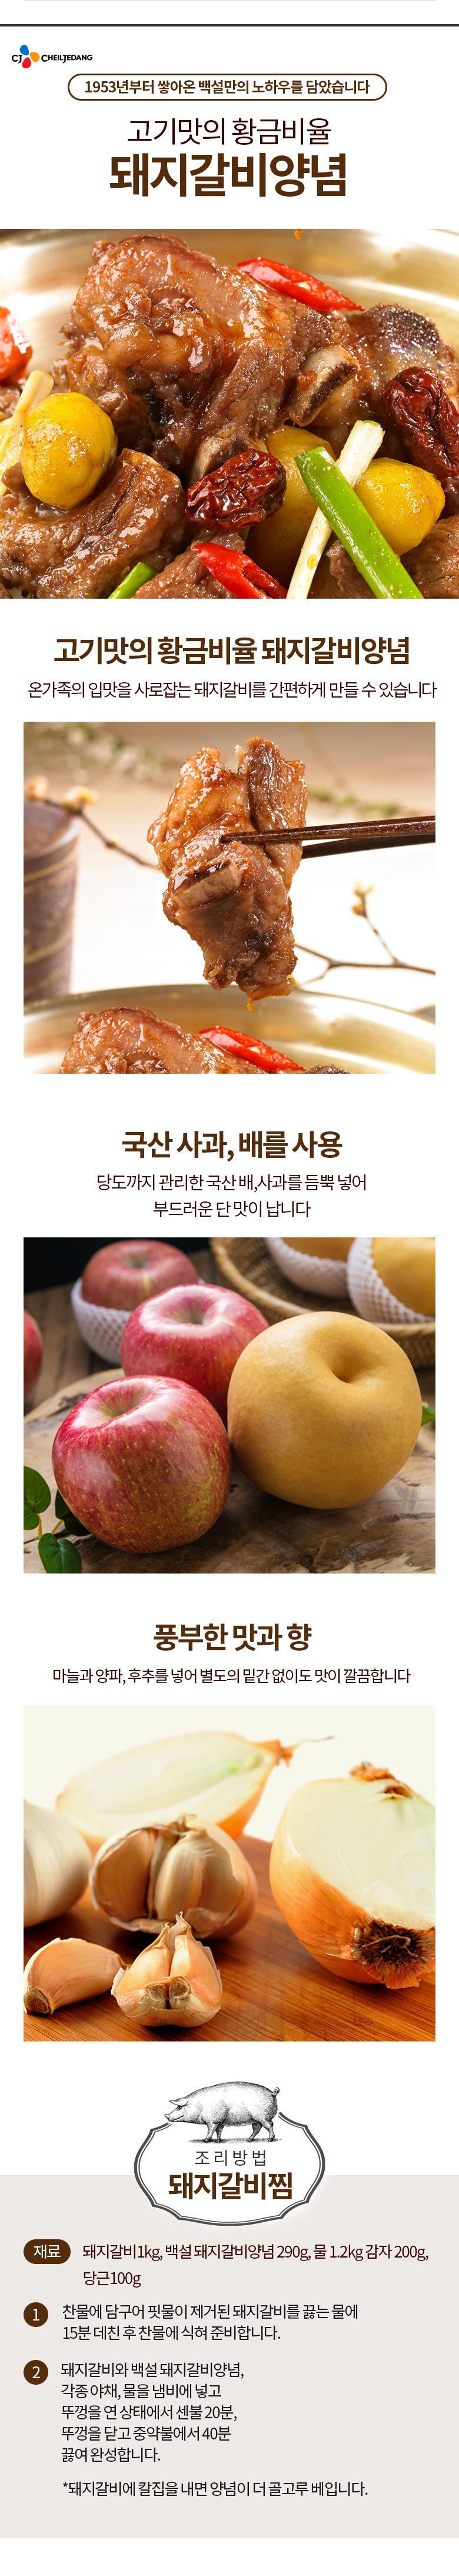 CJ CHEILJEDANG
1953년부터 쌓아온 백설만의 노하우를 담았습니다
고기맛의 황금비율
돼지갈비양념
고기맛의 황금비율 돼지갈비양념
온가족의 입맛을 사로잡는 돼지갈비를 간편하게 만들 수 있습니다
국산 사과, 배를 사용
당도까지 관리한 국산 배,사과를 듬뿍 넣어
부드러운 단 맛이 납니다
풍부한 맛과 향
마늘과 양파, 후추를 넣어 별도의 밑간 없이도 맛이 깔끔합니다
조리방법
돼지갈비찜
재료 돼지갈비1kg, 백설 돼지갈비양념 290g, 물 1.2kg 감자 200g,
당근100g
1 찬물에 담구어 핏물이 제거된 돼지갈비를 끓는 물에
15분 데친 후 찬물에 식혀 준비합니다.
2 돼지갈비와 백설 돼지갈비양념,
각종 야채, 물을 냄비에 넣고
뚜껑을 연 상태에서 센불 20분,
뚜껑을 닫고 중약불에서 40분
끓여 완성합니다.
*돼지갈비에 칼집을 내면 양념이 더 골고루 베입니다.